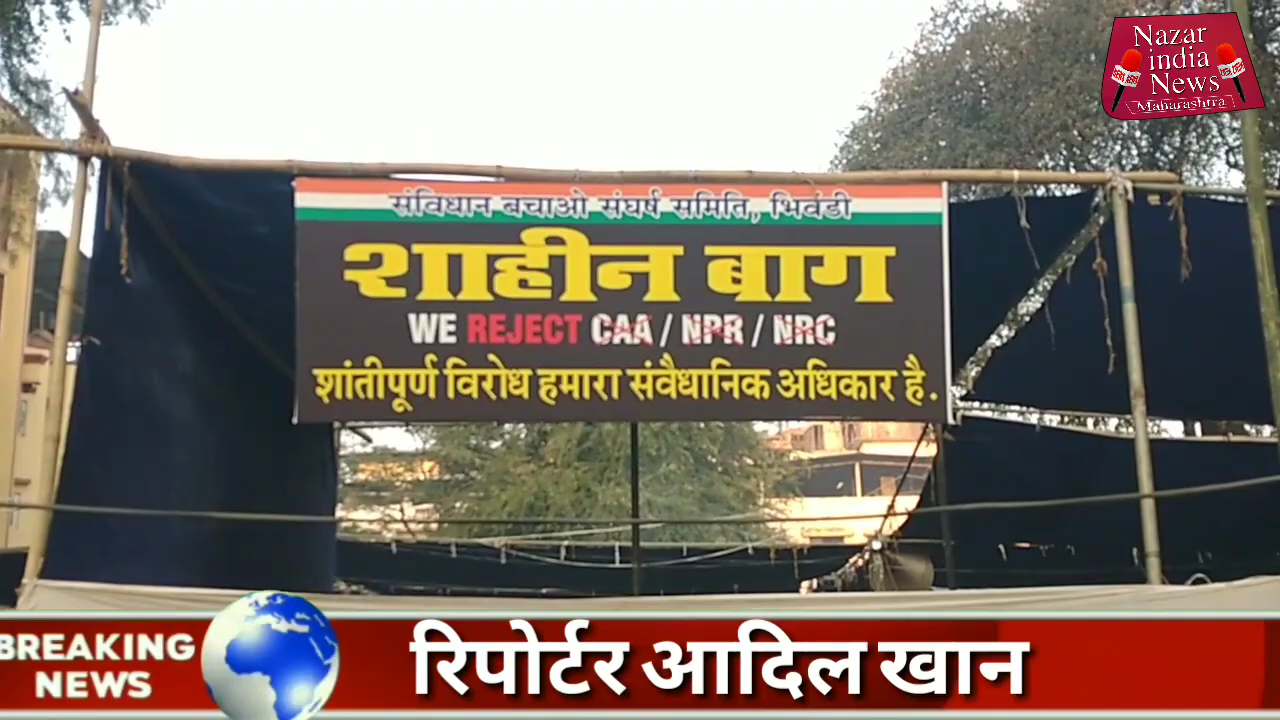 Nazar
india
News
Maharashtra
संविधान बचाओ संघर्ष समिति, भिवंडी
शाहीन बाग
WE REJECT CAA / NPR / NRC
शांतीपूर्ण विरोध हमारा संवैधानिक अधिकार है.
BREAKING
NEWS
रिपोर्टर आदिल खान